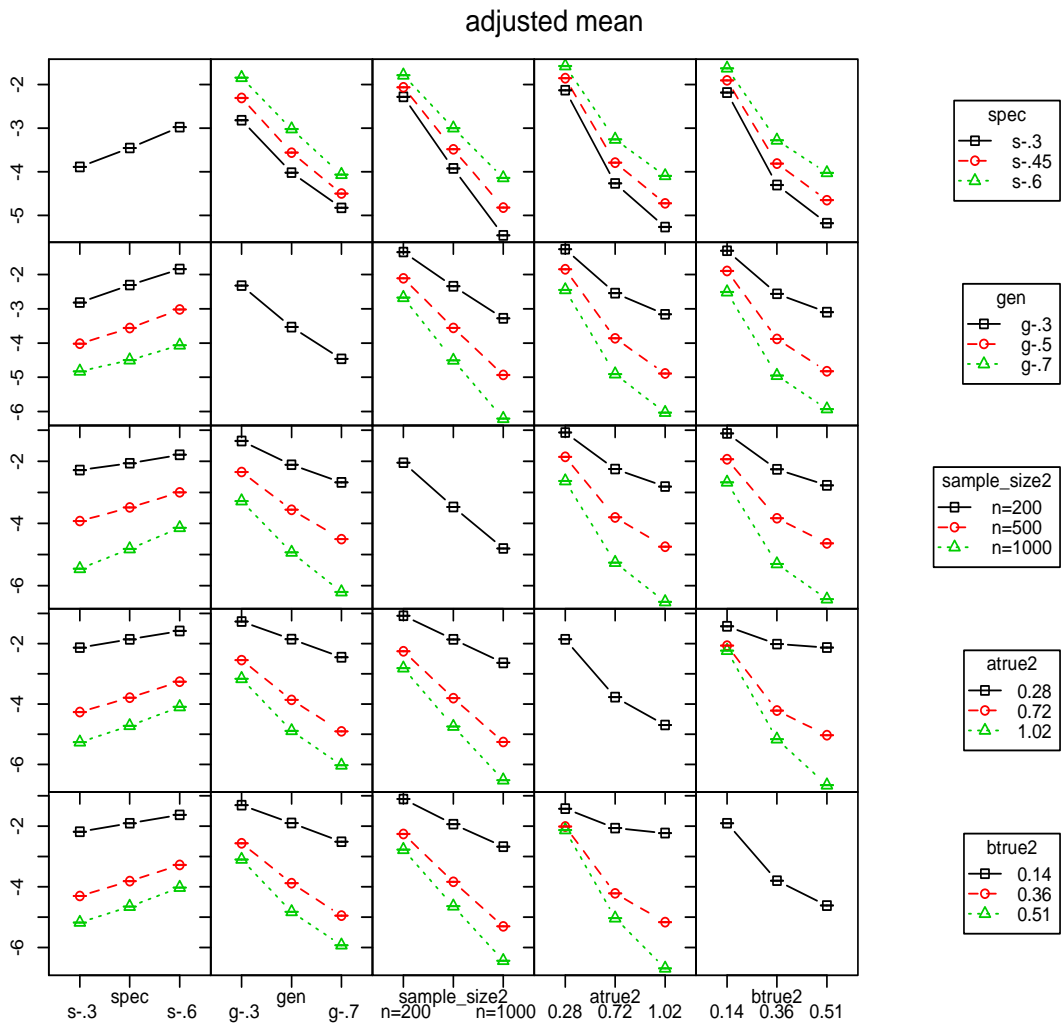 adjusted mean
-2
-3
-4
-5
spec
s-.3
s-.45
s-.6
-2
-3
-4
-5
-6
gen
g-.3
g-.5
g-.7
-2
-4
-6
sample_size2
n=200
n=500
n=1000
-2
-4
-6
atrue2
0.28
0.72
1.02
-2
-4
-6
btrue2
0.14
0.36
0.51
spec gen sample_size2 atrue2 btrue2
s-.3 s-.6 g-.3 g-.7 n=200 n=1000 0.28 0.72 1.02 0.14 0.36 0.51